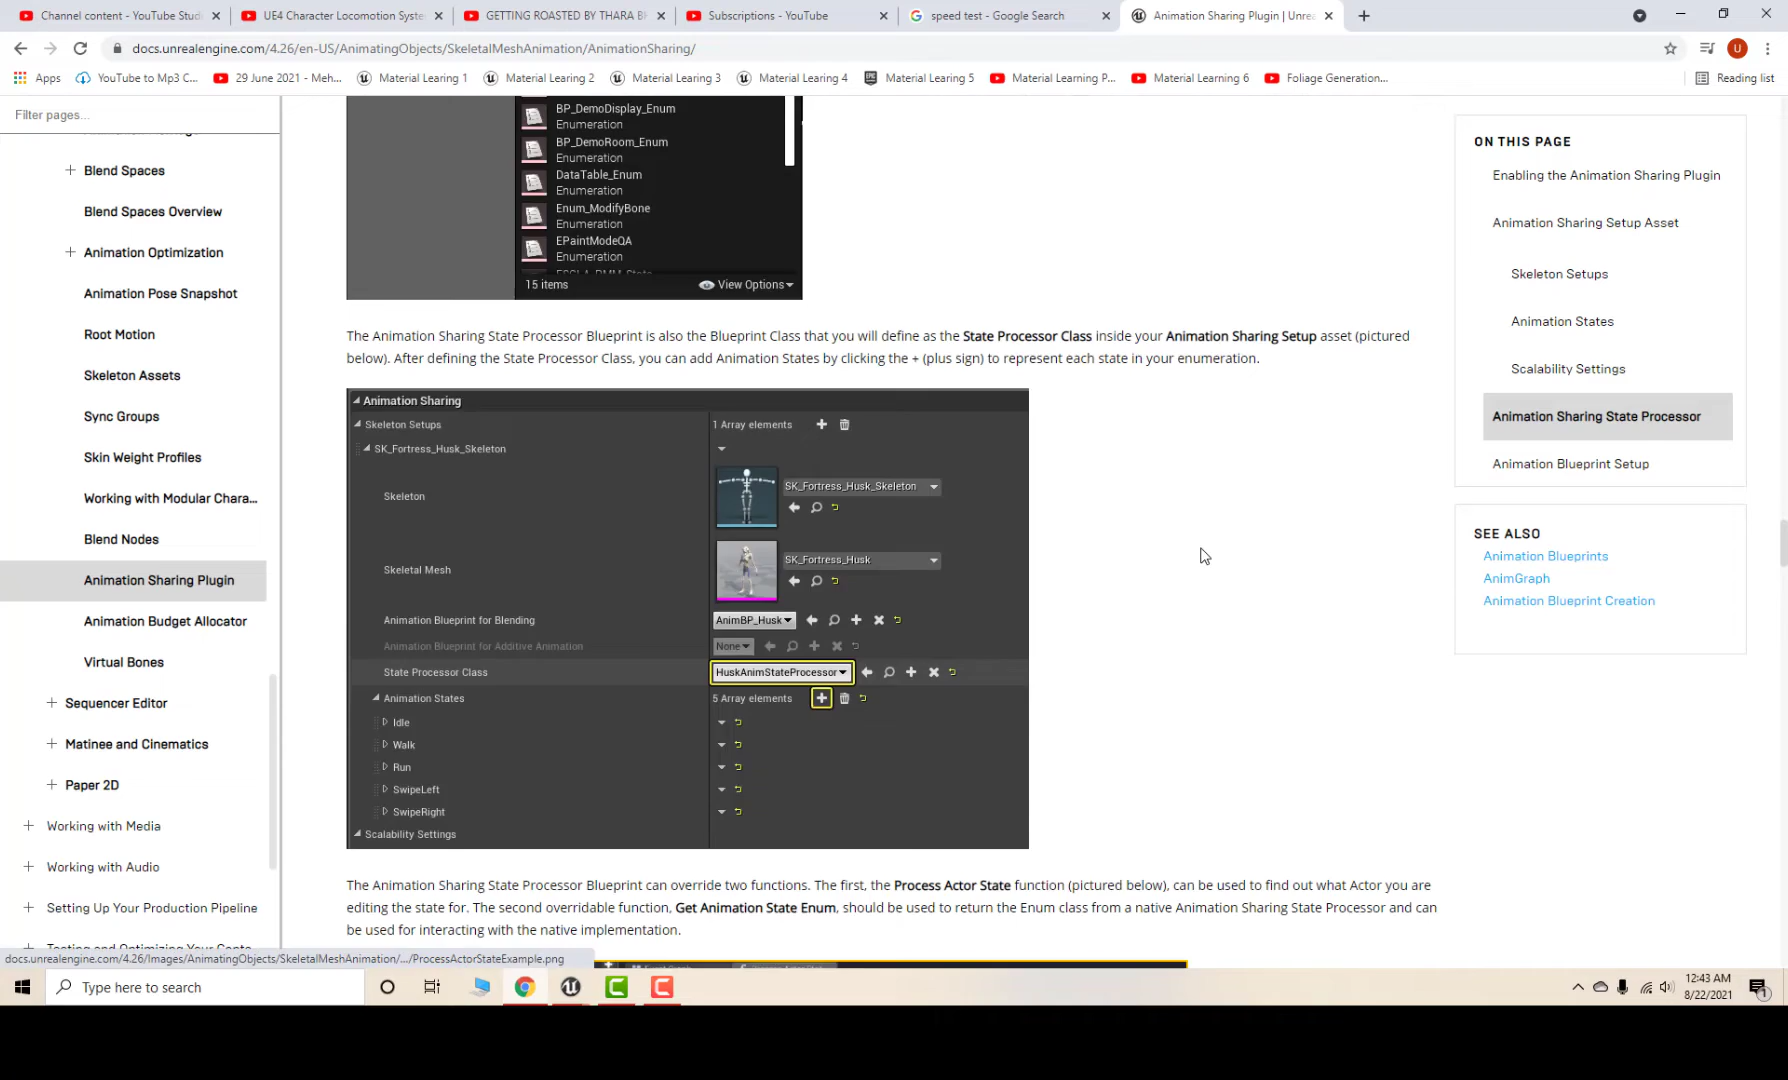 Channel content - YouTube Stud
UE4 Character Locomotion Syste
GETTING ROASTED BY THARA B
Subscriptions - YouTube
speed test - Google Search
Animation Sharing Plugin | Unre
docs.unrealengine.com/4.26/en-US/AnimatingObjects/SkeletalMeshAnimation/AnimationSharing/
U
Apps
YouTube to Mp3 C...
29 June 2021 - Meh...
Material Learing 1
Material Learing 2
Material Learing 3
Material Learing 4
Material Learing 5
Material Learning P...
Material Learning 6
Foliage Generation...
Reading list
Filter pages...
Blend Spaces
Blend Spaces Overview
Animation Optimization
Animation Pose Snapshot
Root Motion
Skeleton Assets
Sync Groups
Skin Weight Profiles
Working with Modular Chara...
Blend Nodes
Animation Sharing Plugin
Animation Budget Allocator
Virtual Bones
Sequencer Editor
Matinee and Cinematics
Paper 2D
Working with Media
Working with Audio
Setting Up Your Production Pipeline
Testing and Optimizing Your Conte
docs.unrealengine.com/4.26/Images/AnimatingObjects/SkeletalMeshAnimation/.../ProcessActorStateExample.png
BP_DemoDisplay_Enum
Enumeration
BP_DemoRoom_Enum
Enumeration
DataTable_Enum
Enumeration
Enum_ModifyBone
Enumeration
EPaintModeQA
Enumeration
15 items
View Options
The Animation Sharing State Processor Blueprint is also the Blueprint Class that you will define as the State Processor Class inside your Animation Sharing Setup asset (pictured
below). After defining the State Processor Class, you can add Animation States by clicking the + (plus sign) to represent each state in your enumeration.
Animation Sharing
Skeleton Setups 1 Array elements
SK_Fortress_Husk_Skeleton
Skeleton SK_Fortress_Husk_Skeleton
Skeletal Mesh SK_Fortress_Husk
Animation Blueprint for Blending AnimBP_Husk
Animation Blueprint for Additive Animation None
State Processor Class HuskAnimStateProcessor
Animation States 5 Array elements
Idle
Walk
Run
SwipeLeft
SwipeRight
Scalability Settings
The Animation Sharing State Processor Blueprint can override two functions. The first, the Process Actor State function (pictured below), can be used to find out what Actor you are
editing the state for. The second overridable function, Get Animation State Enum, should be used to return the Enum class from a native Animation Sharing State Processor and can
be used for interacting with the native implementation.
ON THIS PAGE
Enabling the Animation Sharing Plugin
Animation Sharing Setup Asset
Skeleton Setups
Animation States
Scalability Settings
Animation Sharing State Processor
Animation Blueprint Setup
SEE ALSO
Animation Blueprints
AnimGraph
Animation Blueprint Creation
Type here to search
12:43 AM
8/22/2021
1